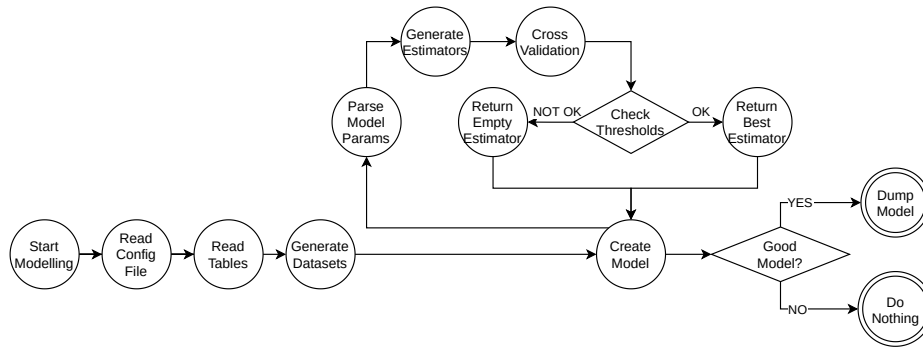 Generate
Estimators
Cross
Validation
Parse
Model
Params
Return
Empty
Estimator
NOT OK
Check
Thresholds
OK
Return
Best
Estimator
Start
Modelling
Read
Config
File
Read
Tables
Generate
Datasets
Create
Model
Good
Model?
YES
Dump
Model
NO
Do
Nothing